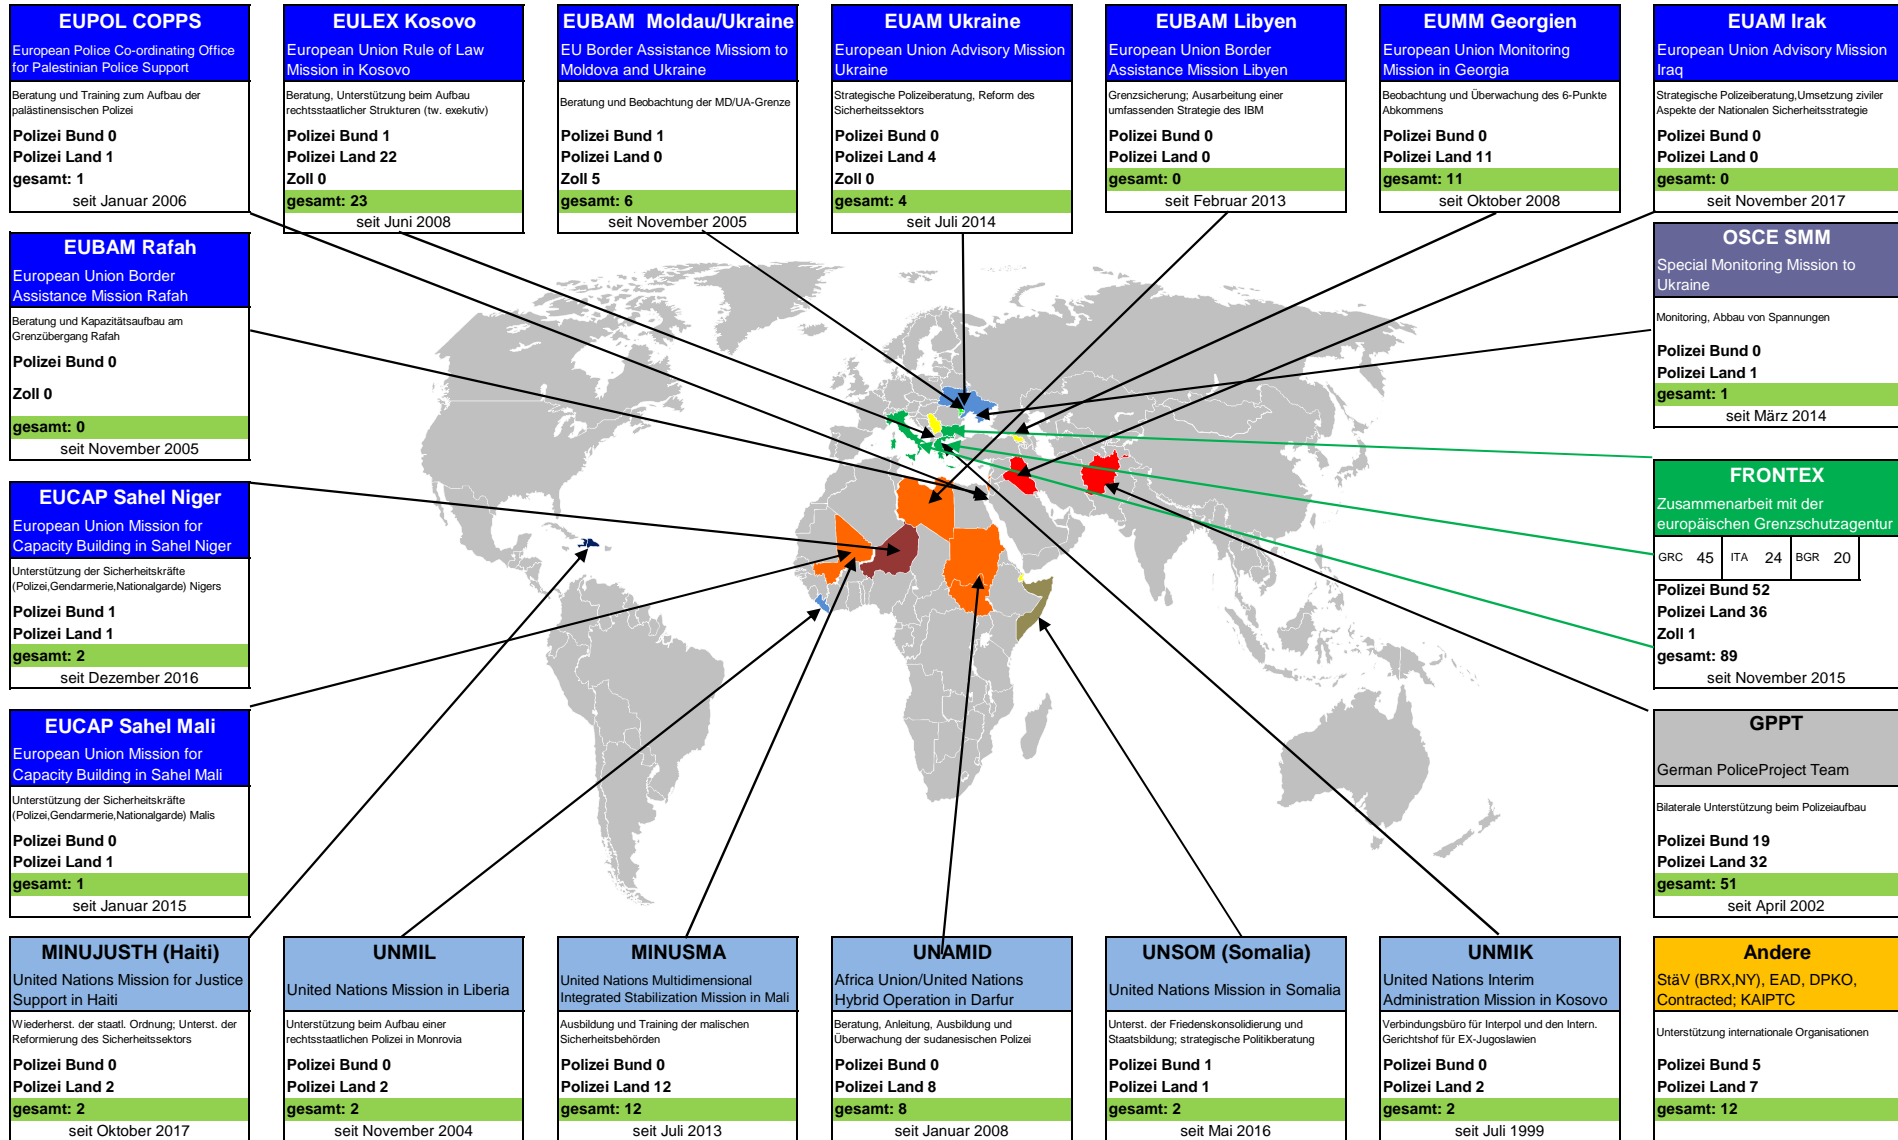 EUPOL COPPS
European Police Co-ordinating Office
for Palestinian Police Support
Beratung und Training zum Aufbau der
palästinensischen Polizei
Polizei Bund 0
Polizei Land 1
gesamt: 1
seit Januar 2006
EULEX Kosovo
European Union Rule of Law
Mission in Kosovo
Beratung, Unterstützung beim Aufbau
rechtsstaatlicher Strukturen (tw. exekutiv)
Polizei Bund 1
Polizei Land 22
Zoll 0
gesamt: 23
seit Juni 2008
EUBAM Moldau/Ukraine
EU Border Assistance Missiom to
Moldova and Ukraine
Beratung und Beobachtung der MD/UA-Grenze
Polizei Bund 1
Polizei Land 0
Zoll 5
gesamt: 6
seit November 2005
EUAM Ukraine
European Union Advisory Mission
Ukraine
Strategische Polizeiberatung, Reform des
Sicherheitssektors
Polizei Bund 0
Polizei Land 4
Zoll 0
gesamt: 4
seit Juli 2014
EUBAM Libyen
European Union Border
Assistance Mission Libyen
Grenzsicherung; Ausarbeitung einer
umfassenden Strategie des IBM
Polizei Bund 0
Polizei Land 0
gesamt: 0
seit Februar 2013
EUMM Georgien
European Union Monitoring
Mission in Georgia
Beobachtung und Überwachung des 6-Punkte
Abkommens
Polizei Bund 0
Polizei Land 11
gesamt: 11
seit Oktober 2008
EUAM Irak
European Union Advisory Mission
Iraq
Strategische Polizeiberatung,Umsetzung ziviler
Aspekte der Nationalen Sicherheitsstrategie
Polizei Bund 0
Polizei Land 0
gesamt: 0
seit November 2017
EUBAM Rafah
European Union Border
Assistance Mission Rafah
Beratung und Kapazitätsaufbau am
Grenzübergang Rafah
Polizei Bund 0
Zoll 0
gesamt: 0
seit November 2005
OSCE SMM
Special Monitoring Mission to
Ukraine
Monitoring, Abbau von Spannungen
Polizei Bund 0
Polizei Land 1
gesamt: 1
seit März 2014
EUCAP Sahel Niger
European Union Mission for
Capacity Building in Sahel Niger
Unterstützung der Sicherheitskräfte
(Polizei,Gendarmerie,Nationalgarde) Nigers
Polizei Bund 1
Polizei Land 1
gesamt: 2
seit Dezember 2016
FRONTEX
Zusammenarbeit mit der
europäischen Grenzschutzagentur
GRC 45 ITA 24 BGR 20
Polizei Bund 52
Polizei Land 36
Zoll 1
gesamt: 89
seit November 2015
EUCAP Sahel Mali
European Union Mission for
Capacity Building in Sahel Mali
Unterstützung der Sicherheitskräfte
(Polizei,Gendarmerie,Nationalgarde) Malis
Polizei Bund 0
Polizei Land 1
gesamt: 1
seit Januar 2015
GPPT
German PoliceProject Team
Bilaterale Unterstützung beim Polizeiaufbau
Polizei Bund 19
Polizei Land 32
gesamt: 51
seit April 2002
MINUJUSTH (Haiti)
United Nations Mission for Justice
Support in Haiti
Wiederherst. der staatl. Ordnung; Unterst. der
Reformierung des Sicherheitssektors
Polizei Bund 0
Polizei Land 2
gesamt: 2
seit Oktober 2017
UNMIL
United Nations Mission in Liberia
Unterstützung beim Aufbau einer
rechtsstaatlichen Polizei in Monrovia
Polizei Bund 0
Polizei Land 2
gesamt: 2
seit November 2004
MINUSMA
United Nations Multidimensional
Integrated Stabilization Mission in Mali
Ausbildung und Training der malischen
Sicherheitsbehörden
Polizei Bund 0
Polizei Land 12
gesamt: 12
seit Juli 2013
UNAMID
Africa Union/United Nations
Hybrid Operation in Darfur
Beratung, Anleitung, Ausbildung und
Überwachung der sudanesischen Polizei
Polizei Bund 0
Polizei Land 8
gesamt: 8
seit Januar 2008
UNSOM (Somalia)
United Nations Mission in Somalia
Unterst. der Friedenskonsolidierung und
Staatsbildung; strategische Politikberatung
Polizei Bund 1
Polizei Land 1
gesamt: 2
seit Mai 2016
UNMIK
United Nations Interim
Administration Mission in Kosovo
Verbindungsbüro für Interpol und den Intern.
Gerichtshof für EX-Jugoslawien
Polizei Bund 0
Polizei Land 2
gesamt: 2
seit Juli 1999
Andere
StäV (BRX,NY), EAD, DPKO,
Contracted; KAIPTC
Unterstützung internationale Organisationen
Polizei Bund 5
Polizei Land 7
gesamt: 12